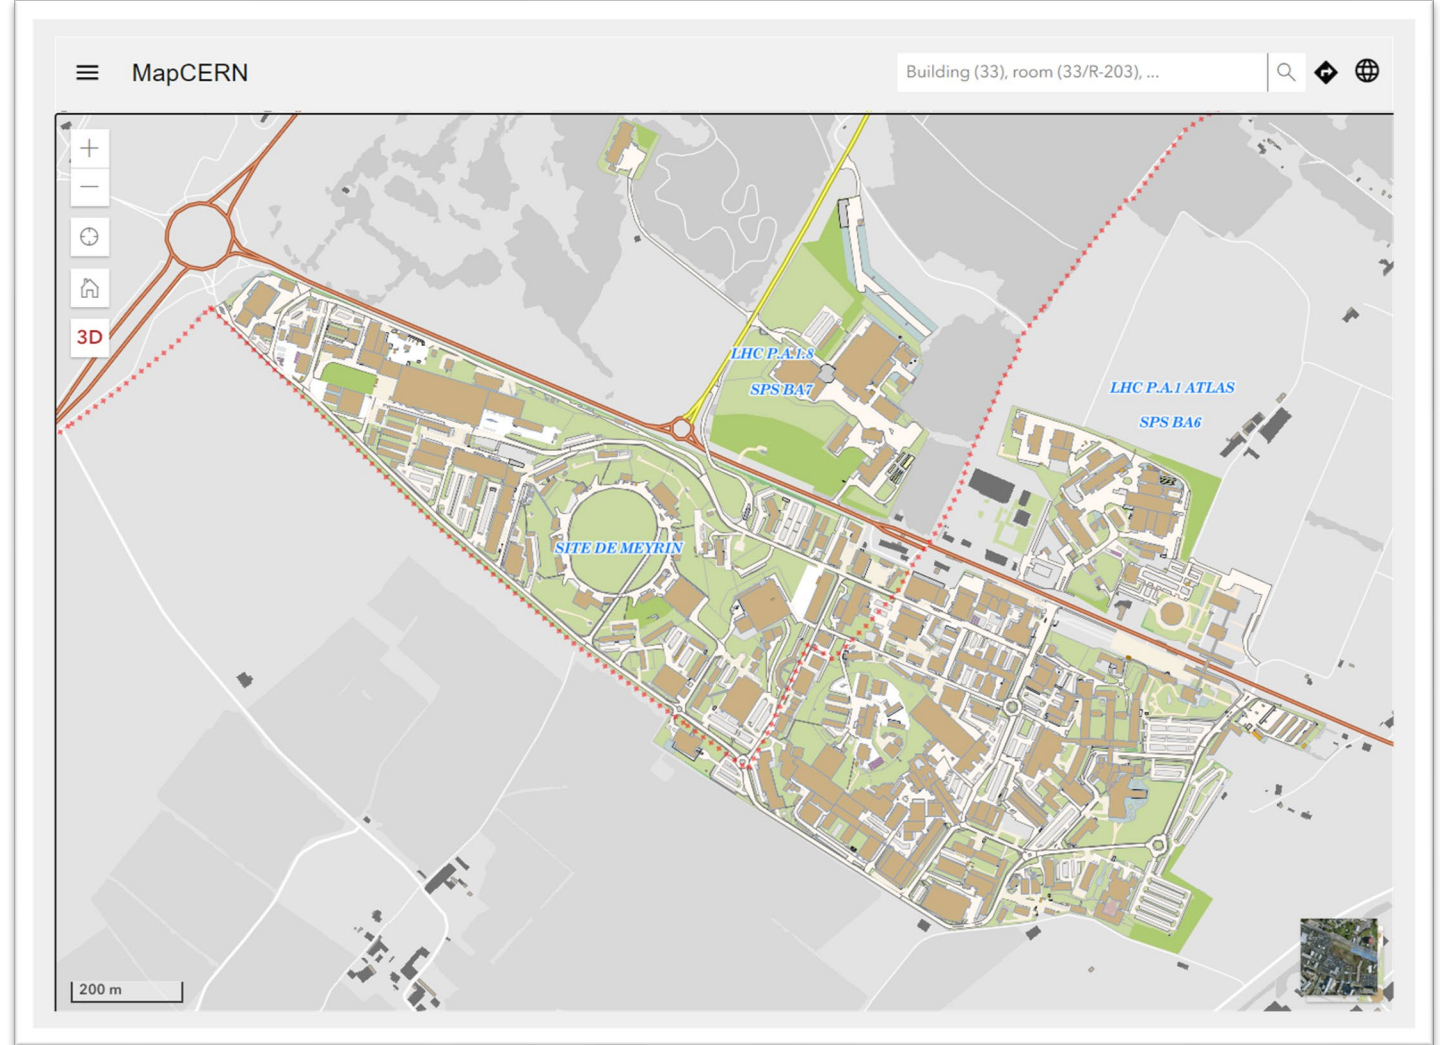 MapCERN
Building (33), room (33/R-203), ...
3D
LHC P.A.1.8
SPS BA7
LHC P.A.1 ATLAS
SPS BA6
SITE DE MEYRIN
200 m